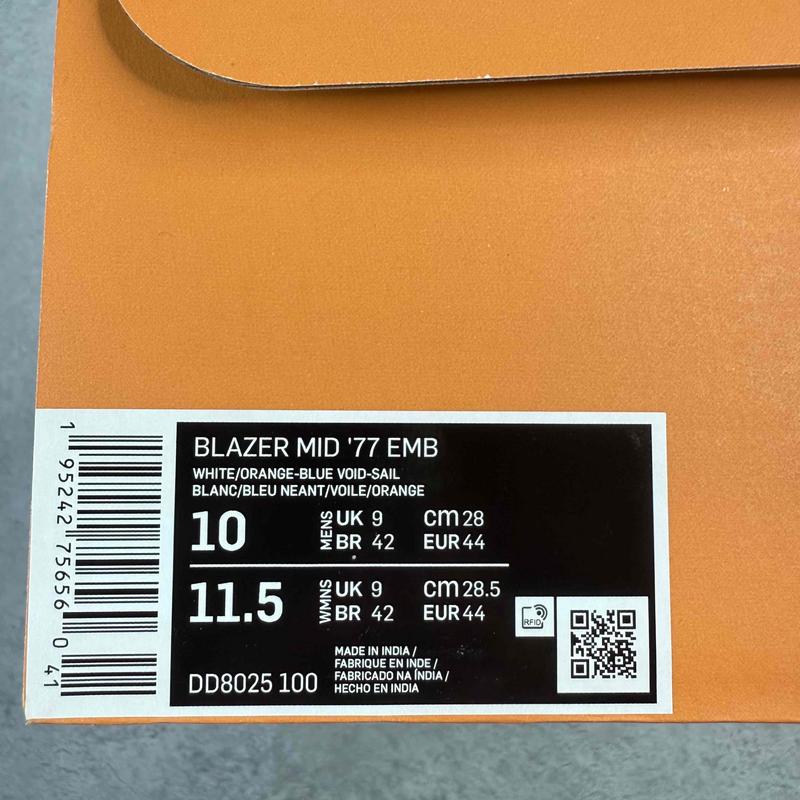 BLAZER MID '77 EMB
WHITE/ORANGE-BLUE VOID-SAIL
BLANC/BLEU NEANT/VOILE/ORANGE
10 MENS UK 9 cm 28
BR 42 EUR 44
11.5 WMNS UK 9 cm 28.5
BR 42 EUR 44
RFID
DD8025 100
MADE IN INDIA /
FABRIQUE EN INDE /
FABRICADO NA ÍNDIA /
HECHO EN INDIA
1 95242 75656 0 41